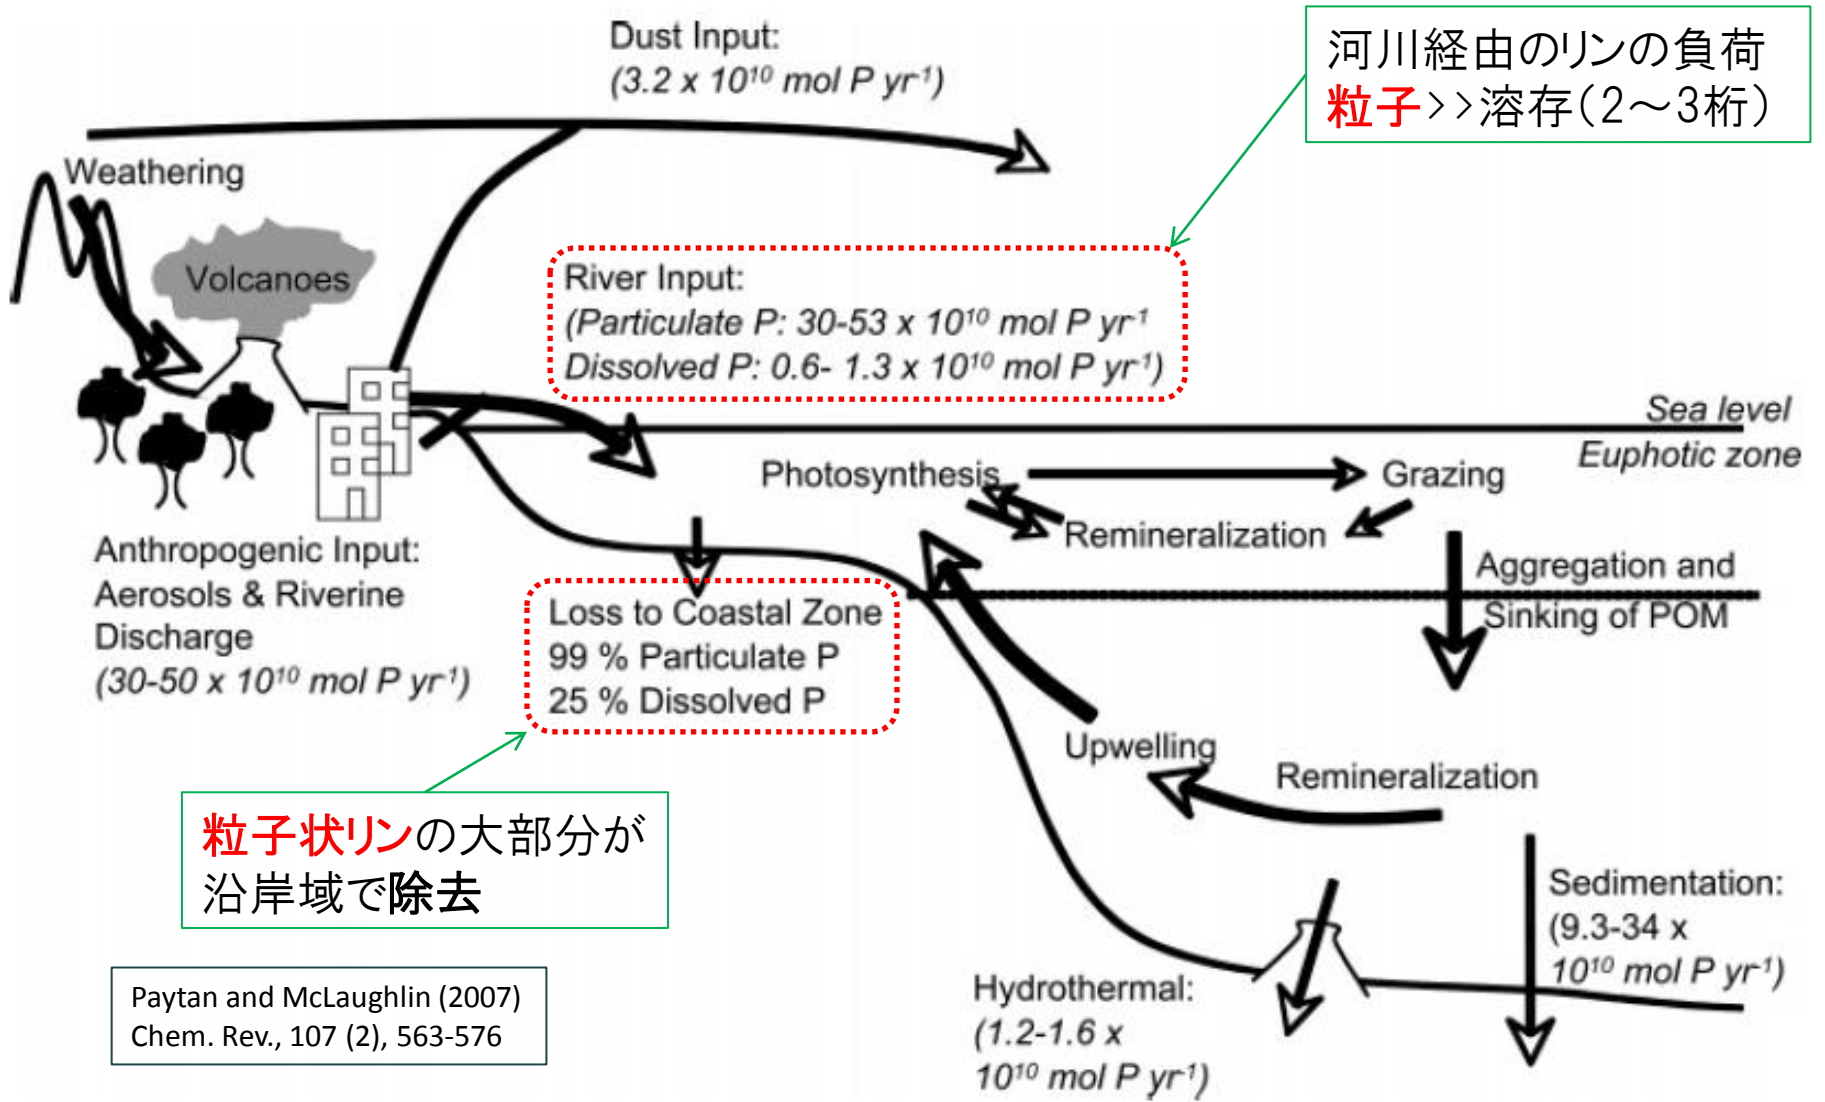 Dust Input:
(3.2 x 10¹⁰ mol P yr⁻¹)
河川経由のリンの負荷
粒子>>溶存(2～3桁)
Weathering
Volcanoes
River Input:
(Particulate P: 30-53 x 10¹⁰ mol P yr⁻¹
Dissolved P: 0.6- 1.3 x 10¹⁰ mol P yr⁻¹)
Sea level
Euphotic zone
Photosynthesis
Grazing
Remineralization
Anthropogenic Input:
Aerosols & Riverine
Discharge
(30-50 x 10¹⁰ mol P yr⁻¹)
Loss to Coastal Zone
99 % Particulate P
25 % Dissolved P
Aggregation and
Sinking of POM
Upwelling
Remineralization
粒子状リンの大部分が
沿岸域で除去
Sedimentation:
(9.3-34 x
10¹⁰ mol P yr⁻¹)
Hydrothermal:
(1.2-1.6 x
10¹⁰ mol P yr⁻¹)
Paytan and McLaughlin (2007)
Chem. Rev., 107 (2), 563-576